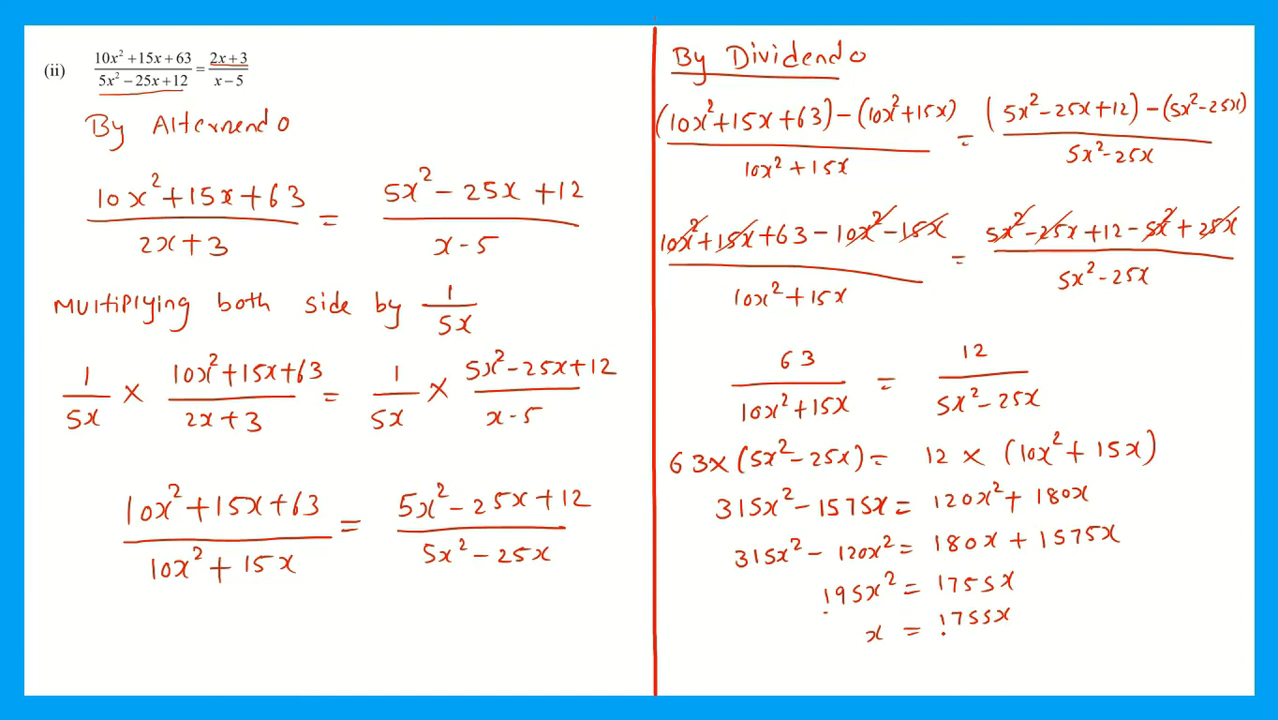 (ii) (10x² + 15x + 63)/(5x² − 25x + 12) = (2x + 3)/(x − 5)
By Alternendo
(10x² + 15x + 63)/(2x + 3) = (5x² − 25x + 12)/(x − 5)
Multiplying both side by 1/5x
1/5x × (10x² + 15x + 63)/(2x + 3) = 1/5x × (5x² − 25x + 12)/(x − 5)
(10x² + 15x + 63)/(10x² + 15x) = (5x² − 25x + 12)/(5x² − 25x)
By Dividendo
((10x² + 15x + 63) − (10x² + 15x))/(10x² + 15x) = ((5x² − 25x + 12) − (5x² − 25x))/(5x² − 25x)
(10x² + 15x + 63 − 10x² − 15x)/(10x² + 15x) = (5x² − 25x + 12 − 5x² + 25x)/(5x² − 25x)
63/(10x² + 15x) = 12/(5x² − 25x)
63 × (5x² − 25x) = 12 × (10x² + 15x)
315x² − 1575x = 120x² + 180x
315x² − 120x² = 180x + 1575x
195x² = 1755x
x = 1755x